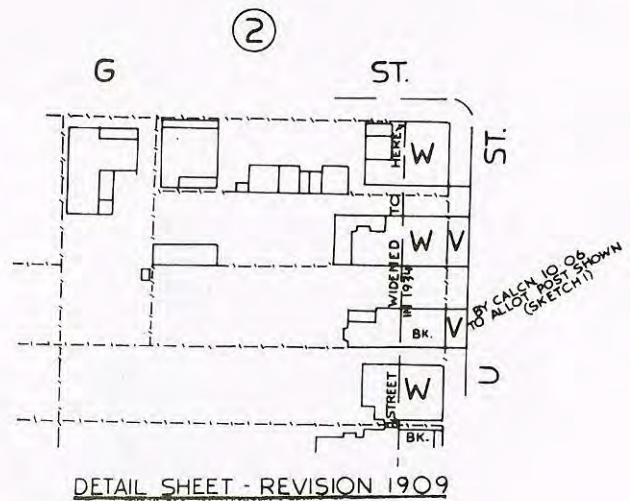 2
G ST.
ST.
W
W V
BK. V
W
BK.
U
STREET WIDENED TO HERE
IN 1934
BY CALCN 10·06
TO ALLOT POST SHOWN
(SKETCH 1)
DETAIL SHEET - REVISION 1909